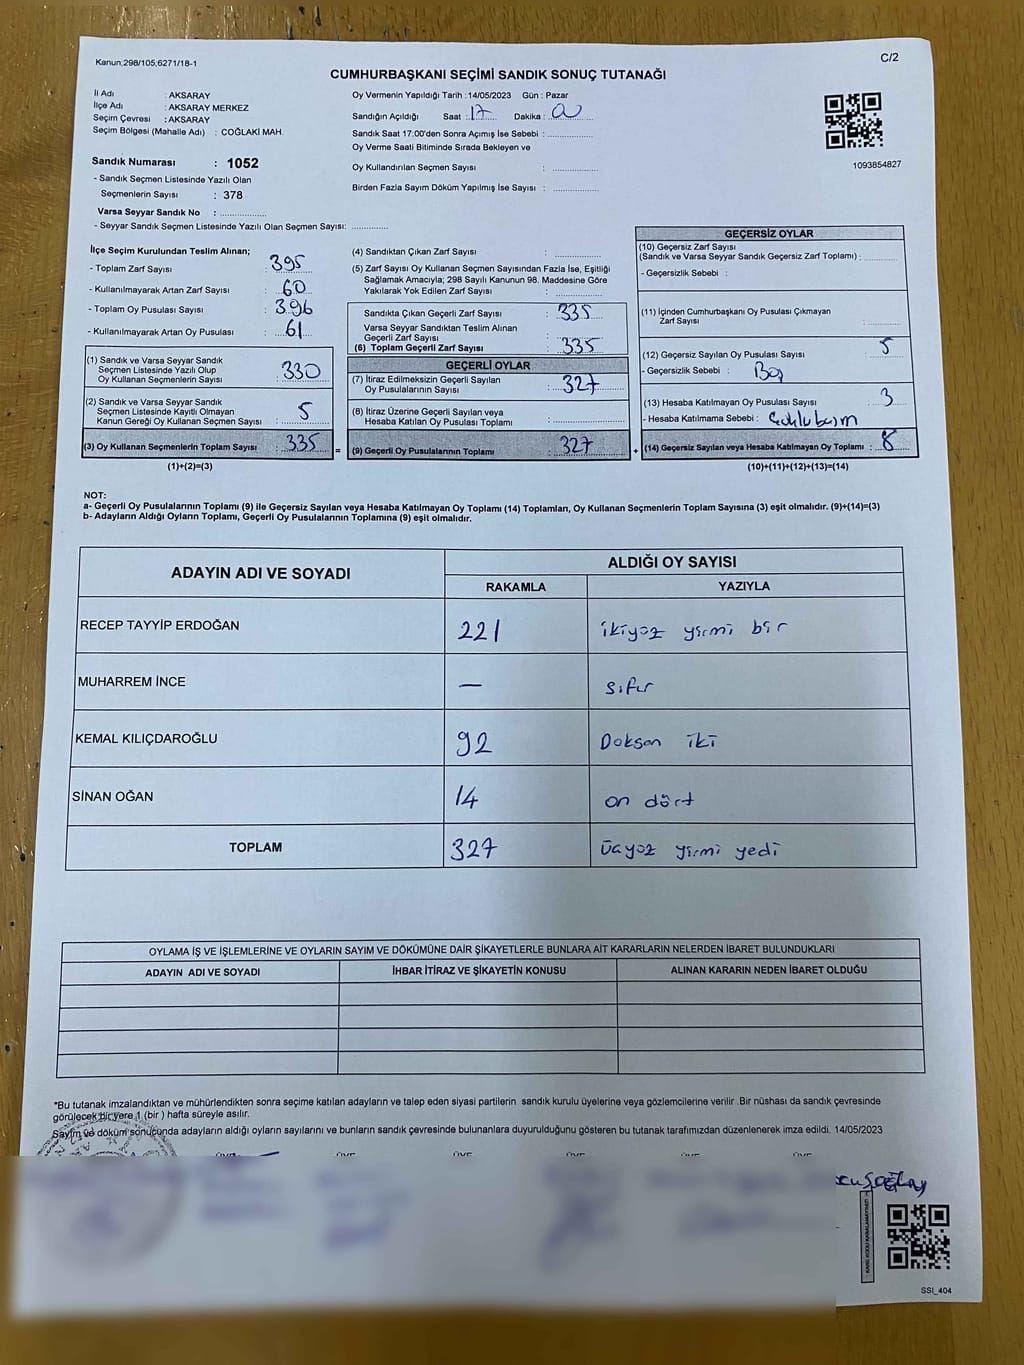 Kanun;298/105;6271/18-1
C/2
CUMHURBAŞKANI SEÇİMİ SANDIK SONUÇ TUTANAĞI
İl Adı : AKSARAY
İlçe Adı : AKSARAY MERKEZ
Seçim Çevresi : AKSARAY
Seçim Bölgesi (Mahalle Adı) : COĞLAKİ MAH.
Sandık Numarası : 1052
- Sandık Seçmen Listesinde Yazılı Olan
Seçmenlerin Sayısı : 378
Varsa Seyyar Sandık No : ....................
- Seyyar Sandık Seçmen Listesinde Yazılı Olan Seçmen Sayısı: ...............
Oy Vermenin Yapıldığı Tarih :14/05/2023 Gün : Pazar
Sandığın Açıldığı Saat : 17 Dakika :
Sandık Saat 17:00'den Sonra Açımış İse Sebebi : ...............
Oy Verme Saati Bitiminde Sırada Bekleyen ve
Oy Kullandırılan Seçmen Sayısı : ...............
Birden Fazla Sayım Döküm Yapılmış İse Sayısı : ...............
1093854827
İlçe Seçim Kurulundan Teslim Alınan;
- Toplam Zarf Sayısı : 395
- Kullanılmayarak Artan Zarf Sayısı : 60
- Toplam Oy Pusulası Sayısı : 396
- Kullanılmayarak Artan Oy Pusulası : 61
(1) Sandık ve Varsa Seyyar Sandık
Seçmen Listesinde Yazılı Olup
Oy Kullanan Seçmenlerin Sayısı : 330
(2) Sandık ve Varsa Seyyar Sandık
Seçmen Listesinde Kayıtlı Olmayan
Kanun Gereği Oy Kullanan Seçmen Sayısı : 5
(3) Oy Kullanan Seçmenlerin Toplam Sayısı : 335
(1)+(2)=(3)
=
(4) Sandıktan Çıkan Zarf Sayısı : ...............
(5) Zarf Sayısı Oy Kullanan Seçmen Sayısından Fazla İse, Eşitliği
Sağlamak Amacıyla; 298 Sayılı Kanunun 98. Maddesine Göre
Yakılarak Yok Edilen Zarf Sayısı : ...............
Sandıkta Çıkan Geçerli Zarf Sayısı : 335
Varsa Seyyar Sandıktan Teslim Alınan
Geçerli Zarf Sayısı :
(6) Toplam Geçerli Zarf Sayısı : 335
GEÇERLİ OYLAR
(7) İtiraz Edilmeksizin Geçerli Sayılan
Oy Pusulalarının Sayısı : 327
(8) İtiraz Üzerine Geçerli Sayılan veya
Hesaba Katılan Oy Pusulası Toplamı : ...............
(9) Geçerli Oy Pusulalarının Toplamı : 327
+
GEÇERSİZ OYLAR
(10) Geçersiz Zarf Sayısı
(Sandık ve Varsa Seyyar Sandık Geçersiz Zarf Toplamı) : ..........
- Geçersizlik Sebebi :
(11) İçinden Cumhurbaşkanı Oy Pusulası Çıkmayan
Zarf Sayısı : ..........
(12) Geçersiz Sayılan Oy Pusulası Sayısı : 5
- Geçersizlik Sebebi : Boş
(13) Hesaba Katılmayan Oy Pusulası Sayısı : 3
- Hesaba Katılmama Sebebi :
(14) Geçersiz Sayılan veya Hesaba Katılmayan Oy Toplamı : 8
(10)+(11)+(12)+(13)=(14)
NOT:
a- Geçerli Oy Pusulalarının Toplamı (9) ile Geçersiz Sayılan veya Hesaba Katılmayan Oy Toplamı (14) Toplamları, Oy Kullanan Seçmenlerin Toplam Sayısına (3) eşit olmalıdır. (9)+(14)=(3)
b- Adayların Aldığı Oyların Toplamı, Geçerli Oy Pusulalarının Toplamına (9) eşit olmalıdır.
ADAYIN ADI VE SOYADI
ALDIĞI OY SAYISI
RAKAMLA YAZIYLA
RECEP TAYYİP ERDOĞAN 221 ikiyüz yirmi bir
MUHARREM İNCE — sıfır
KEMAL KILIÇDAROĞLU 92 Doksan iki
SİNAN OĞAN 14 on dört
TOPLAM 327 üçyüz yirmi yedi
OYLAMA İŞ VE İŞLEMLERİNE VE OYLARIN SAYIM VE DÖKÜMÜNE DAİR ŞİKAYETLERLE BUNLARA AİT KARARLARIN NELERDEN İBARET BULUNDUKLARI
ADAYIN ADI VE SOYADI İHBAR İTİRAZ VE ŞİKAYETİN KONUSU ALINAN KARARIN NEDEN İBARET OLDUĞU
*Bu tutanak imzalandıktan ve mühürlendikten sonra seçime katılan adayların ve talep eden siyasi partilerin sandık kurulu üyelerine veya gözlemcilerine verilir .Bir nüshası da sandık çevresinde
görülecek bir yere 1 (bir ) hafta süreyle asılır.
Sayım ve döküm sonucunda adayların aldığı oyların sayılarını ve bunların sandık çevresinde bulunanlara duyurulduğunu gösteren bu tutanak tarafımızdan düzenlenerek imza edildi. 14/05/2023
ÜYE ÜYE ÜYE ÜYE ÜYE ÜYE
SSI_404